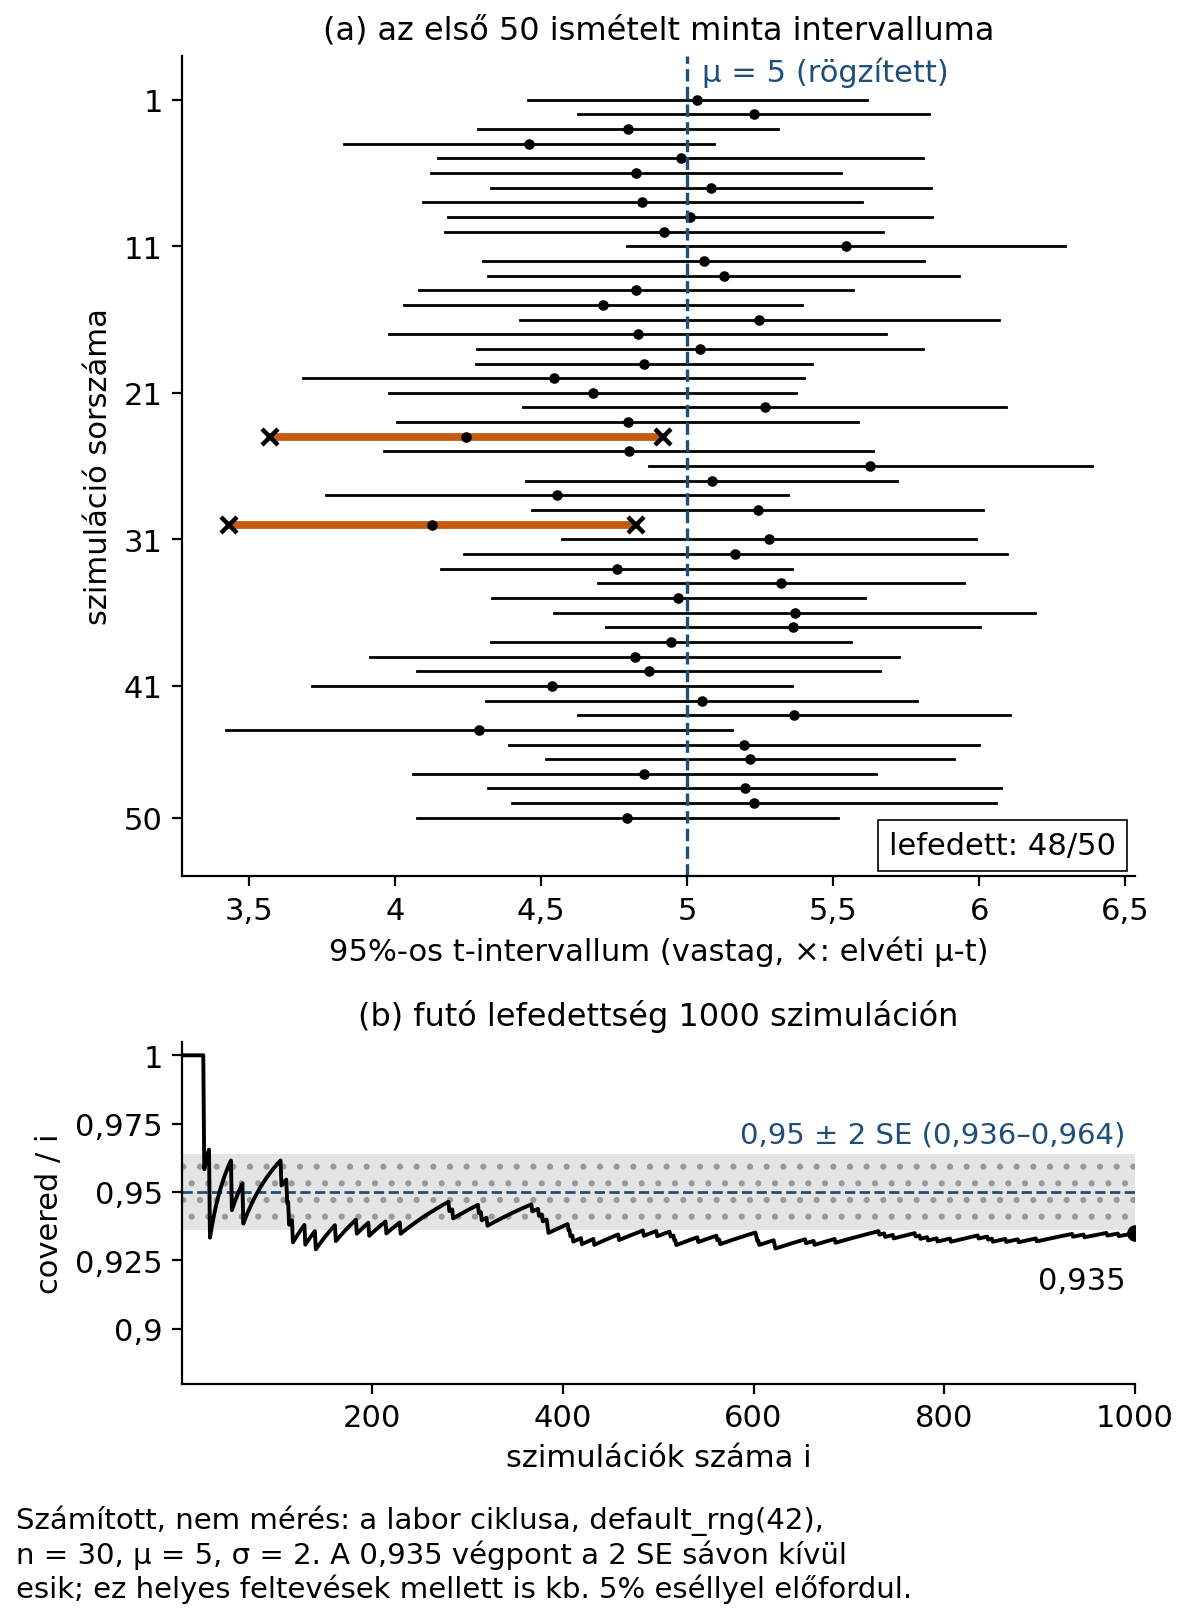 (a) az első 50 ismételt minta intervalluma
μ = 5 (rögzített)
1
11
21
31
41
50
szimuláció sorszáma
lefedett: 48/50
3,5 4 4,5 5 5,5 6 6,5
95%-os t-intervallum (vastag, ×: elvéti μ-t)
(b) futó lefedettség 1000 szimuláción
1
0,975
0,95
0,925
0,9
covered / i
0,95 ± 2 SE (0,936–0,964)
0,935
200 400 600 800 1000
szimulációk száma i
Számított, nem mérés: a labor ciklusa, default_rng(42),
n = 30, μ = 5, σ = 2. A 0,935 végpont a 2 SE sávon kívül
esik; ez helyes feltevések mellett is kb. 5% eséllyel előfordul.